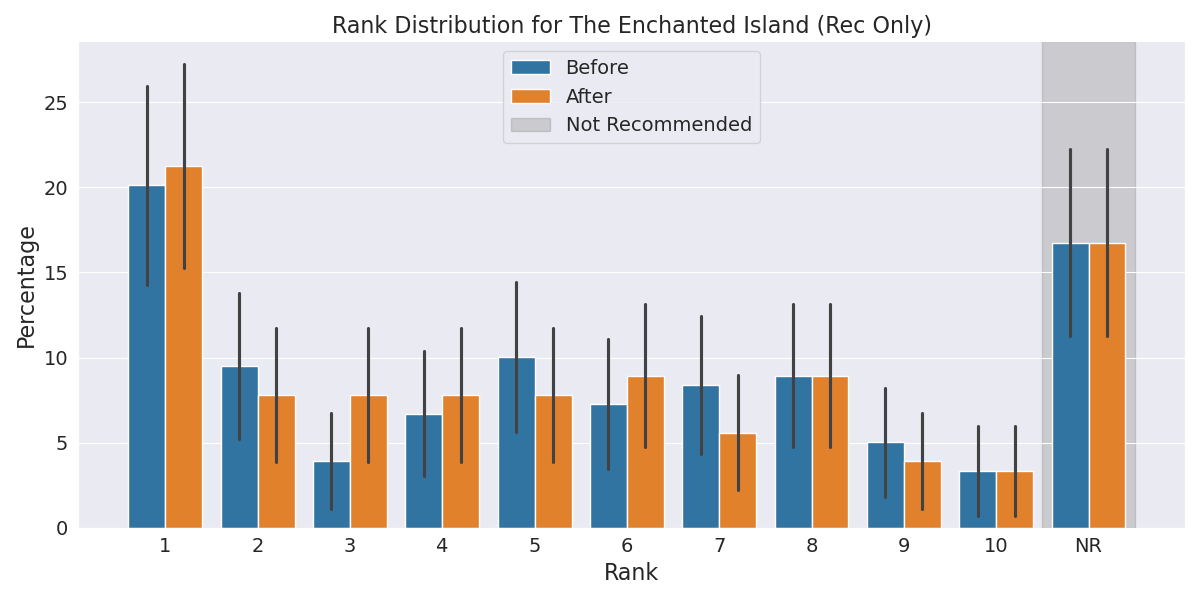 Rank Distribution for The Enchanted Island (Rec Only)
Before
After
Not Recommended
Percentage
25
20
15
10
5
0
1 2 3 4 5 6 7 8 9 10 NR
Rank